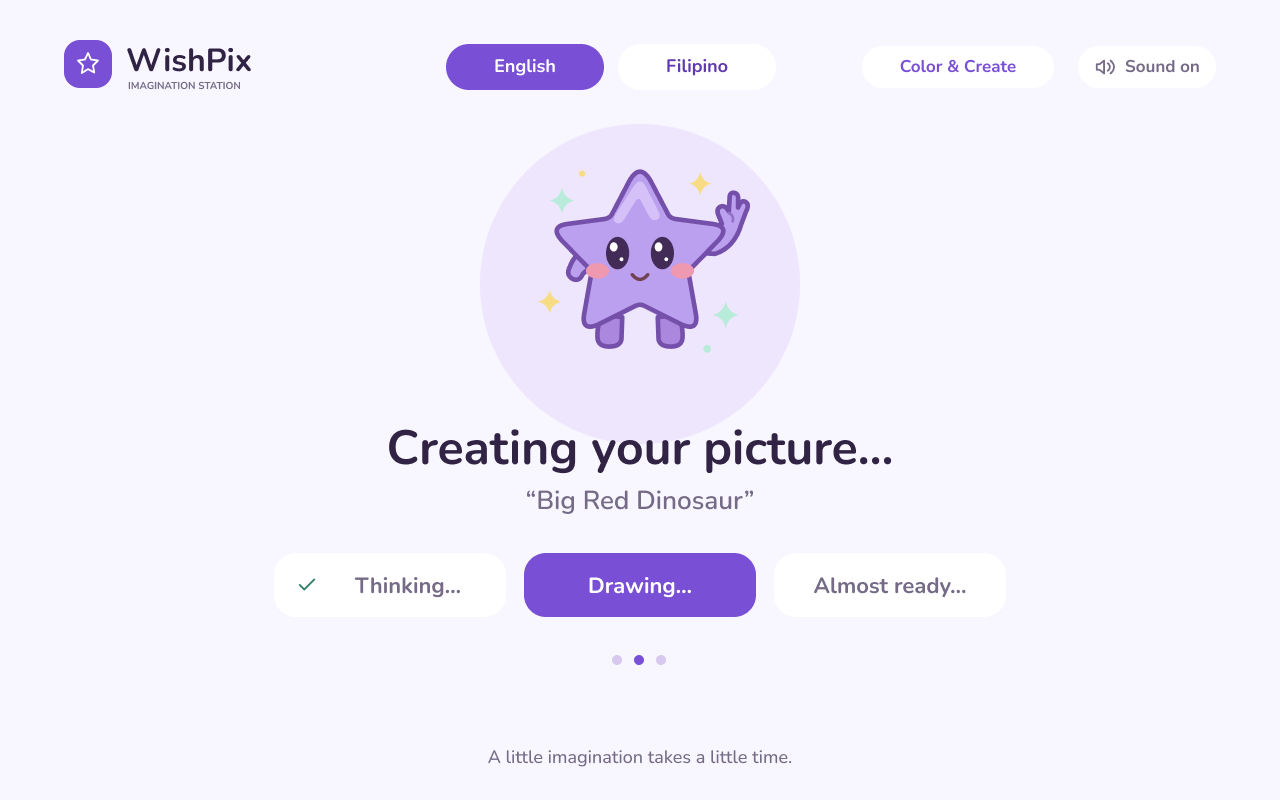 WishPix
IMAGINATION STATION
English
Filipino
Color & Create
Sound on
Creating your picture...
“Big Red Dinosaur”
Thinking...
Drawing...
Almost ready...
A little imagination takes a little time.